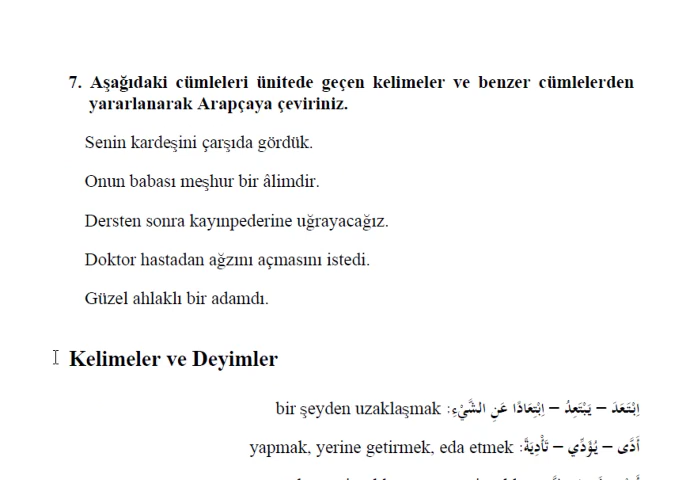 7. Aşağıdaki cümleleri ünitede geçen kelimeler ve benzer cümlelerden
yararlanarak Arapçaya çeviriniz.
Senin kardeşini çarşıda gördük.
Onun babası meşhur bir âlimdir.
Dersten sonra kayınpederine uğrayacağız.
Doktor hastadan ağzını açmasını istedi.
Güzel ahlaklı bir adamdı.
Kelimeler ve Deyimler
اِبْتَعَدَ – يَبْتَعِدُ – اِبْتِعَادًا عَنِ الشَّيْءِ: bir şeyden uzaklaşmak
أَدَّى – يُؤَدِّي – تَأْدِيَةً: yapmak, yerine getirmek, eda etmek